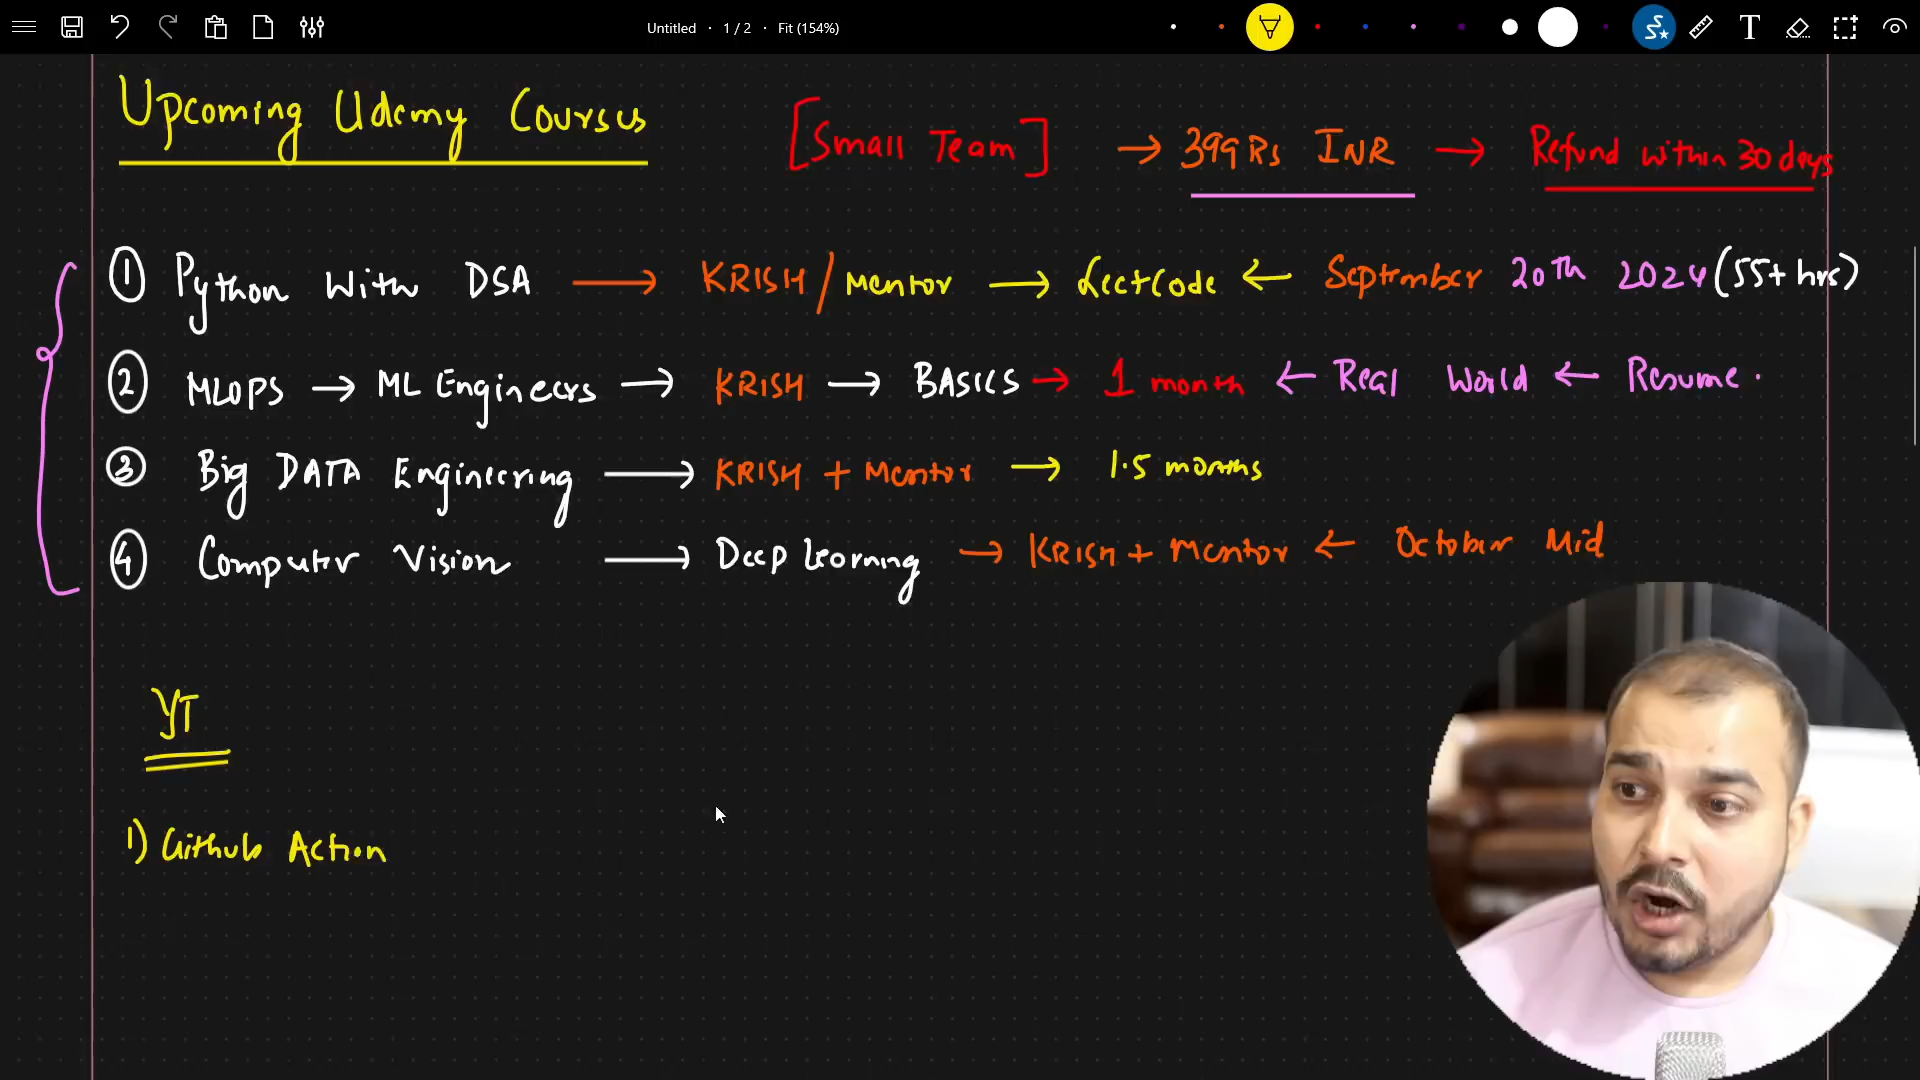 Untitled · 1 / 2 · Fit (154%)
Upcoming Udemy Courses
[Small Team] → 399 Rs INR → Refund within 30 days
① Python With DSA → KRISH / Mentor → LeetCode ← September 20th 2024 (55+ hrs)
② MLOPS → ML Engineers → KRISH → BASICS → 1 month ← Real World ← Resume.
③ Big DATA Engineering → KRISH + Mentor → 1.5 months
④ Computer Vision → Deep Learning → KRISH + Mentor ← October Mid
YT
1) Github Action